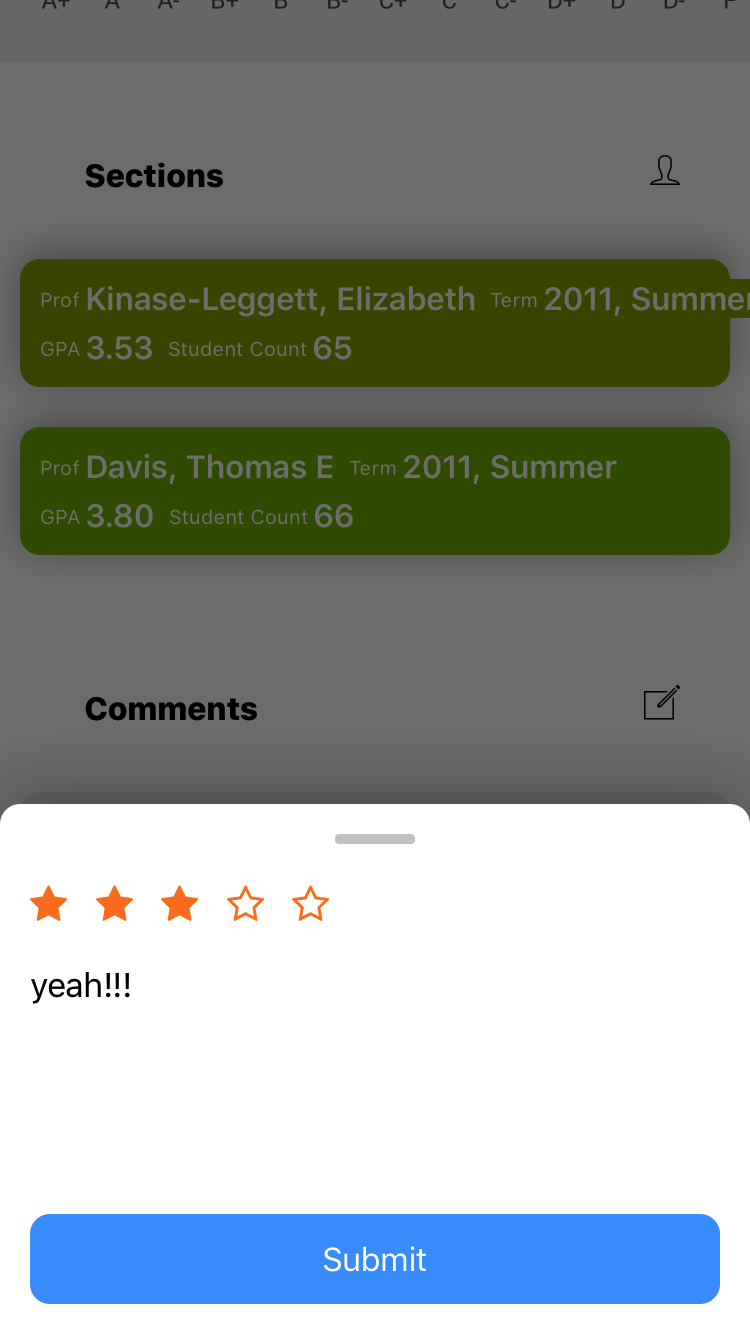 A+ A A- B+ B B- C+ C C- D+ D D- F
Sections
Prof Kinase-Leggett, Elizabeth Term 2011, Summer
GPA 3.53 Student Count 65
Prof Davis, Thomas E Term 2011, Summer
GPA 3.80 Student Count 66
Comments
yeah!!!
Submit